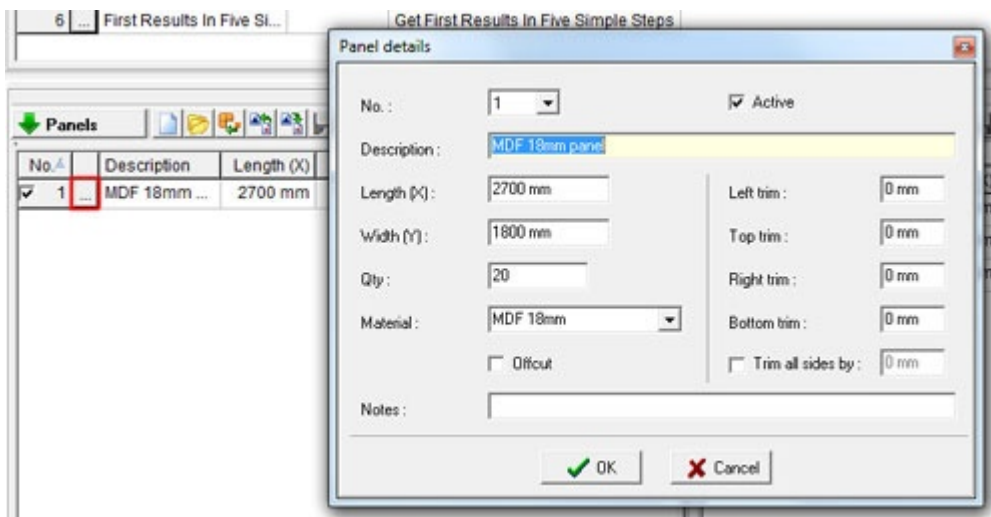 6 ... First Results In Five Si... Get First Results In Five Simple Steps
Panel details
Panels
No. Description Length (X)
1 ... MDF 18mm ... 2700 mm
No. : 1 Active
Description : MDF 18mm panel
Length (X) : 2700 mm Left trim : 0 mm
Width (Y) : 1800 mm Top trim : 0 mm
Qty : 20 Right trim : 0 mm
Material : MDF 18mm Bottom trim : 0 mm
Offcut Trim all sides by : 0 mm
Notes :
OK Cancel